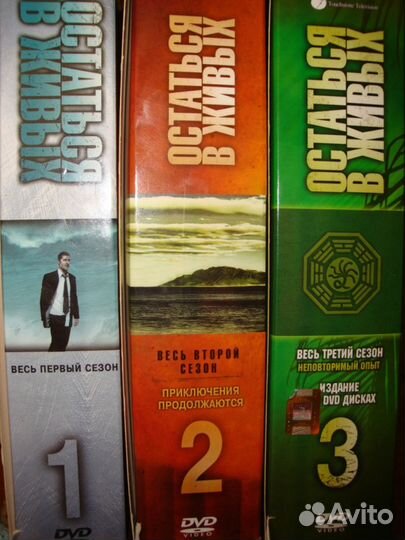 ОСТАТЬСЯ
В ЖИВЫХ
ВЕСЬ ПЕРВЫЙ СЕЗОН
1
DVD
ОСТАТЬСЯ
В ЖИВЫХ
ВЕСЬ ВТОРОЙ
СЕЗОН
ПРИКЛЮЧЕНИЯ
ПРОДОЛЖАЮТСЯ
2
DVD
VIDEO
Touchstone Television
ОСТАТЬСЯ
В ЖИВЫХ
ВЕСЬ ТРЕТИЙ СЕЗОН
НЕПОВТОРИМЫЙ ОПЫТ
ИЗДАНИЕ
DVD ДИСКАХ
3
Avito